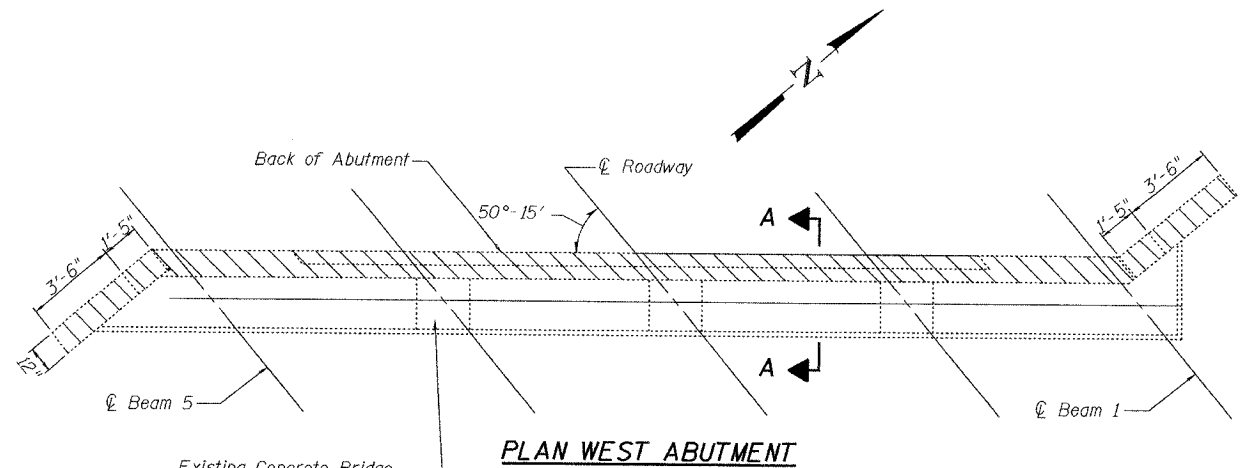 N
Back of Abutment
℄ Roadway
50°-15'
A
3'-6"
1'-5"
1'-5"
3'-6"
12"
A
℄ Beam 5
℄ Beam 1
PLAN WEST ABUTMENT
Existing Concrete Bridge